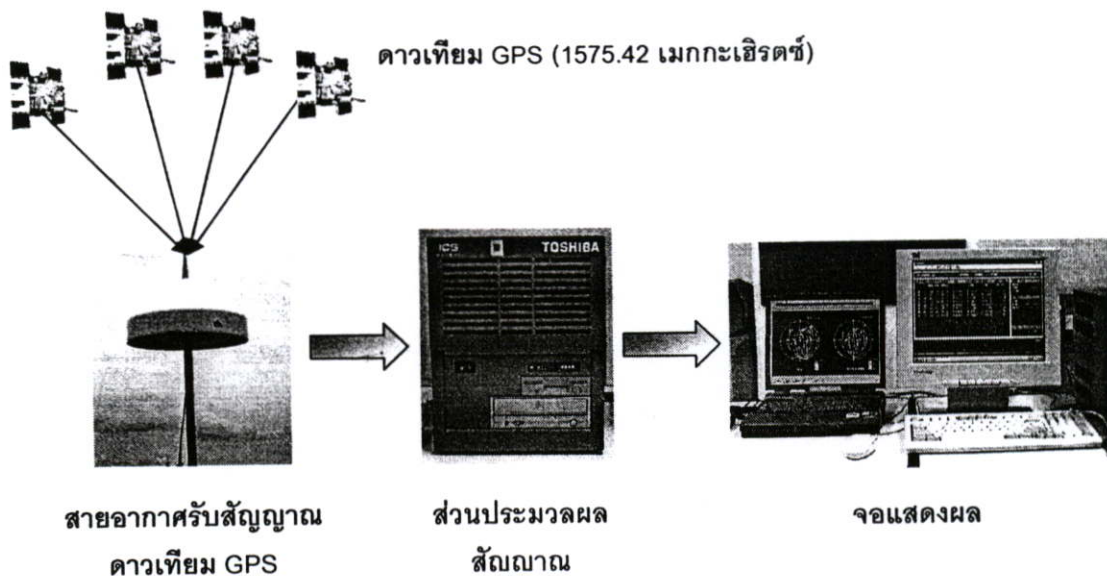 ดาวเทียม GPS (1575.42 เมกกะเฮิรตซ์)
ICS
TOSHIBA
สายอากาศรับสัญญาณ
ดาวเทียม GPS
ส่วนประมวลผล
สัญญาณ
จอแสดงผล